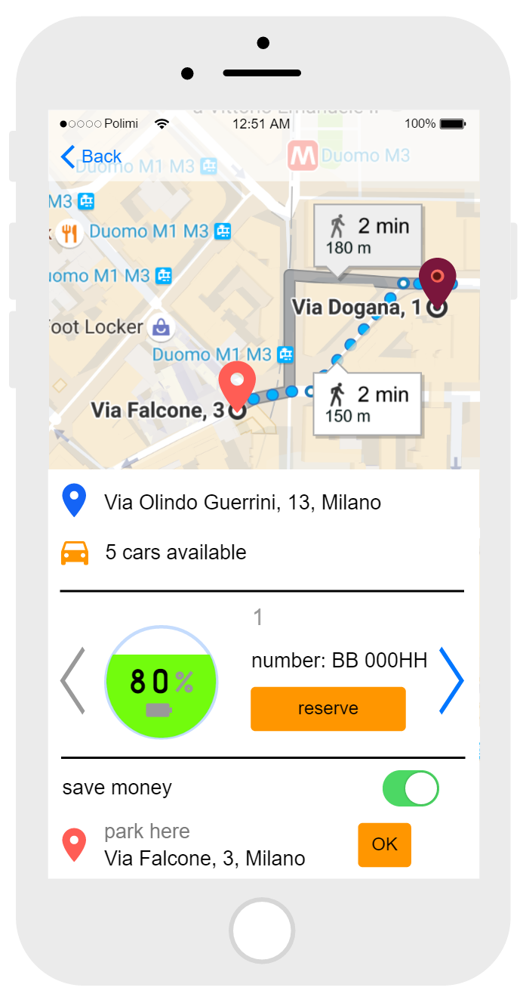 Vittorio Emanuele II
Polimi 12:51 AM 100%
Back
Duomo M1 M3
M Duomo M3
M3
Duomo M1 M3
2 min
180 m
uomo M1 M3
Via Dogana, 1
Foot Locker
Duomo M1 M3
2 min
150 m
Via Falcone, 3
Via Olindo Guerrini, 13, Milano
5 cars available
1
number: BB 000HH
80%
reserve
save money
park here
Via Falcone, 3, Milano
OK